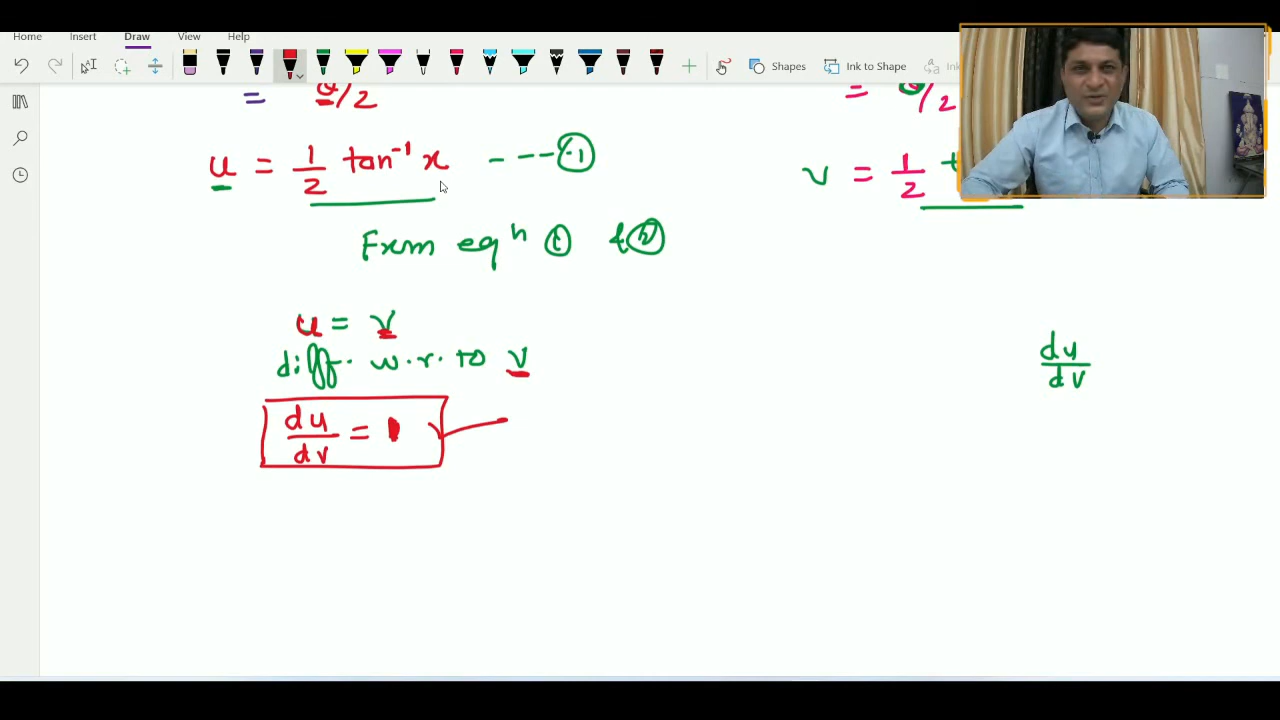 Home Insert Draw View Help
Shapes Ink to Shape
= θ/2
= θ/2
u = 1/2 tan⁻¹ x ----①
v = 1/2
From eqⁿ ① & ②
u = v
diff. w.r. to v
du/dv
du/dv = 1